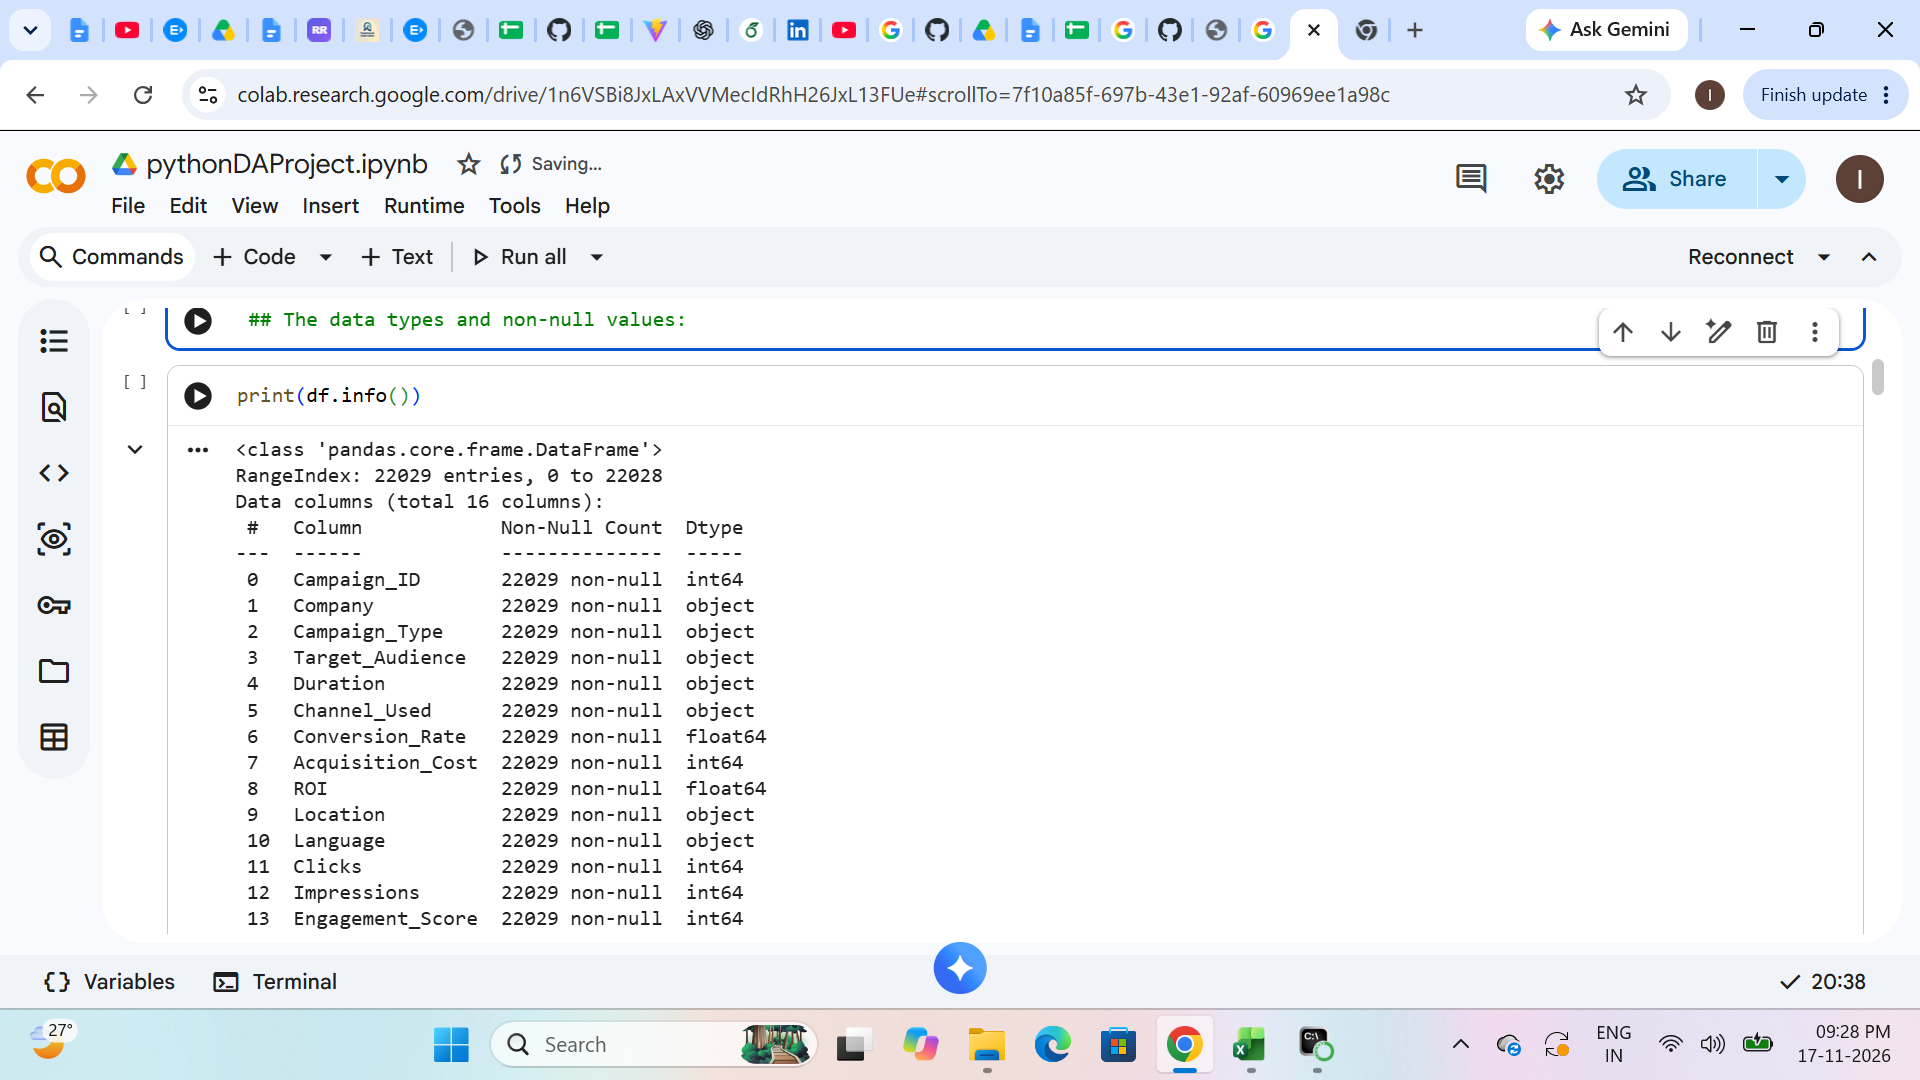 Ask Gemini
colab.research.google.com/drive/1n6VSBi8JxLAxVVMecIdRhH26JxL13FUe#scrollTo=7f10a85f-697b-43e1-92af-60969ee1a98c
I
Finish update
pythonDAProject.ipynb
Saving...
File Edit View Insert Runtime Tools Help
Share
I
Commands
+ Code
+ Text
Run all
Reconnect
[ ]
## The data types and non-null values:
[ ]
print(df.info())
<class 'pandas.core.frame.DataFrame'>
RangeIndex: 22029 entries, 0 to 22028
Data columns (total 16 columns):
# Column Non-Null Count Dtype
--- ------ -------------- -----
0 Campaign_ID 22029 non-null int64
1 Company 22029 non-null object
2 Campaign_Type 22029 non-null object
3 Target_Audience 22029 non-null object
4 Duration 22029 non-null object
5 Channel_Used 22029 non-null object
6 Conversion_Rate 22029 non-null float64
7 Acquisition_Cost 22029 non-null int64
8 ROI 22029 non-null float64
9 Location 22029 non-null object
10 Language 22029 non-null object
11 Clicks 22029 non-null int64
12 Impressions 22029 non-null int64
13 Engagement_Score 22029 non-null int64
Variables
Terminal
20:38
27°
Search
ENG
IN
09:28 PM
17-11-2026